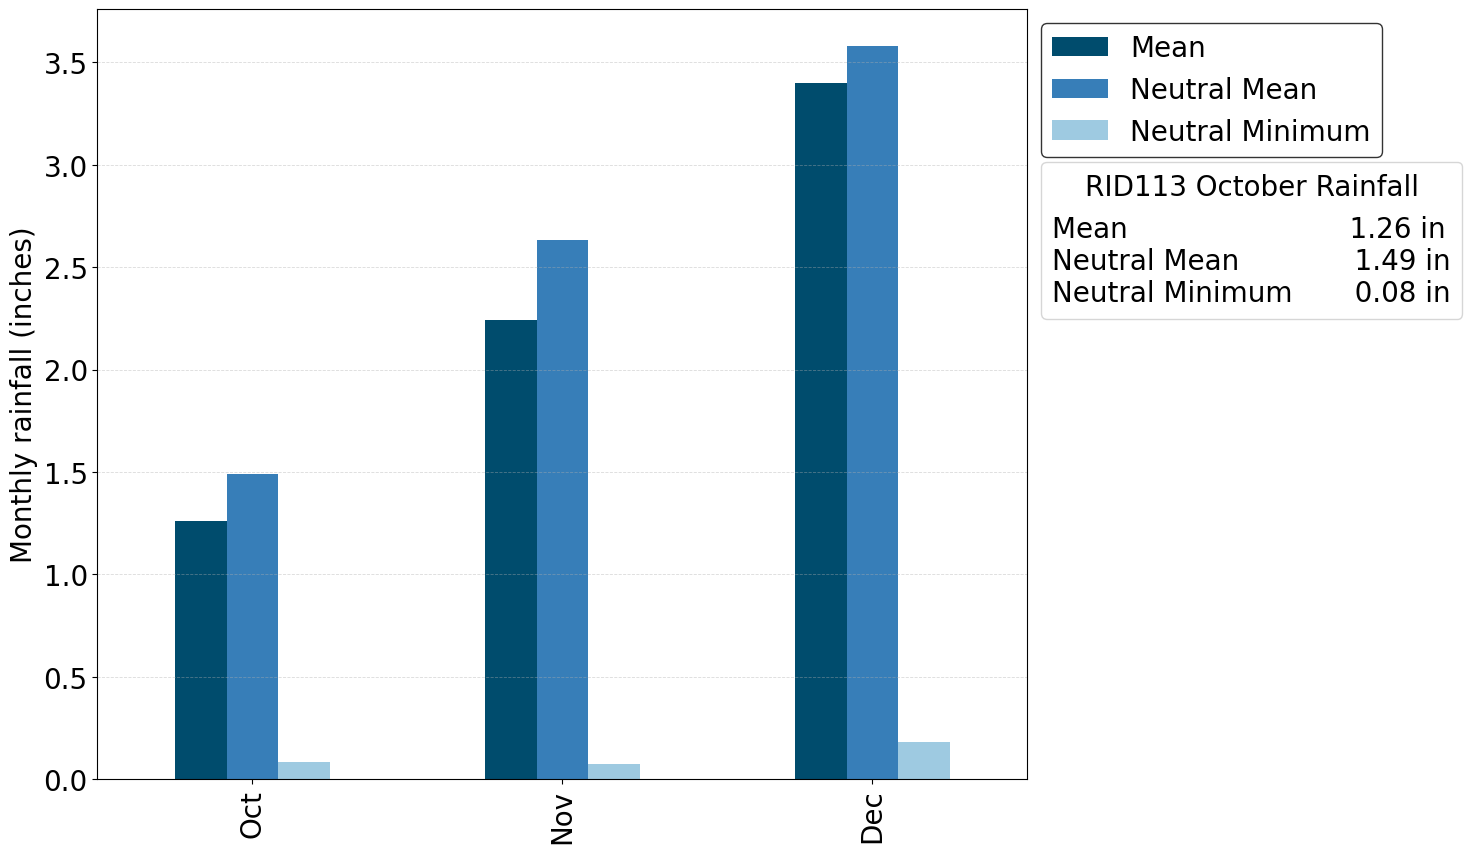 Monthly rainfall (inches)
3.5
3.0
2.5
2.0
1.5
1.0
0.5
0.0
Oct
Nov
Dec
Mean
Neutral Mean
Neutral Minimum
RID113 October Rainfall
Mean 1.26 in
Neutral Mean 1.49 in
Neutral Minimum 0.08 in